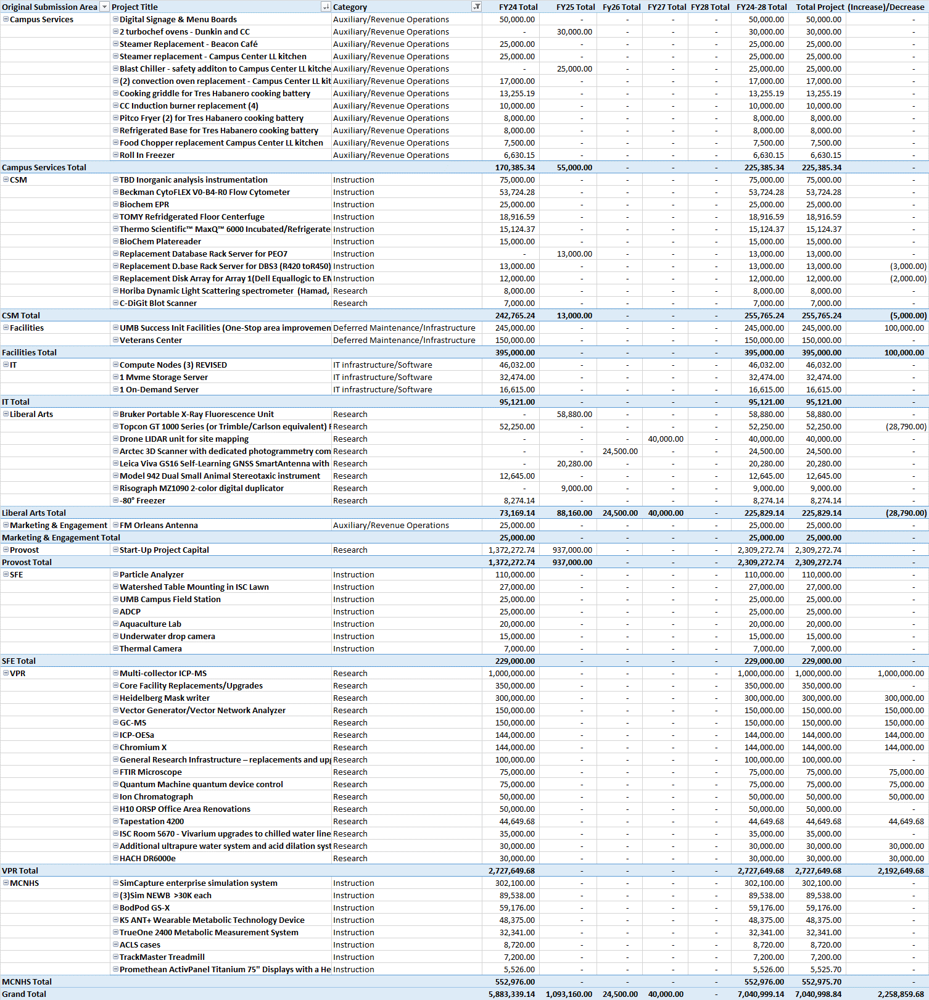 Original Submission Area Project Title Category FY24 Total FY25 Total Fy26 Total FY27 Total FY28 Total FY24-28 Total Total Project (Increase)/Decrease
Campus Services Digital Signage & Menu Boards Auxiliary/Revenue Operations 50,000.00 - - - - 50,000.00 50,000.00 -
2 turbochef ovens - Dunkin and CC Auxiliary/Revenue Operations - 30,000.00 - - - 30,000.00 30,000.00 -
Steamer Replacement - Beacon Café Auxiliary/Revenue Operations 25,000.00 - - - - 25,000.00 25,000.00 -
Steamer replacement - Campus Center LL kitchen Auxiliary/Revenue Operations 25,000.00 - - - - 25,000.00 25,000.00 -
Blast Chiller - safety additon to Campus Center LL kitche Auxiliary/Revenue Operations - 25,000.00 - - - 25,000.00 25,000.00 -
(2) convection oven replacement - Campus Center LL kit Auxiliary/Revenue Operations 17,000.00 - - - - 17,000.00 17,000.00 -
Cooking griddle for Tres Habanero cooking battery Auxiliary/Revenue Operations 13,255.19 - - - - 13,255.19 13,255.19 -
CC Induction burner replacement (4) Auxiliary/Revenue Operations 10,000.00 - - - - 10,000.00 10,000.00 -
Pitco Fryer (2) for Tres Habanero cooking battery Auxiliary/Revenue Operations 8,000.00 - - - - 8,000.00 8,000.00 -
Refrigerated Base for Tres Habanero cooking battery Auxiliary/Revenue Operations 8,000.00 - - - - 8,000.00 8,000.00 -
Food Chopper replacement Campus Center LL kitchen Auxiliary/Revenue Operations 7,500.00 - - - - 7,500.00 7,500.00 -
Roll In Freezer Auxiliary/Revenue Operations 6,630.15 - - - - 6,630.15 6,630.15 -
Campus Services Total 170,385.34 55,000.00 - - - 225,385.34 225,385.34 -
CSM TBD Inorganic analysis instrumentation Instruction 75,000.00 - - - - 75,000.00 75,000.00 -
Beckman CytoFLEX V0-B4-R0 Flow Cytometer Instruction 53,724.28 - - - - 53,724.28 53,724.28 -
Biochem EPR Instruction 25,000.00 - - - - 25,000.00 25,000.00 -
TOMY Refridgerated Floor Centerfuge Instruction 18,916.59 - - - - 18,916.59 18,916.59 -
Thermo Scientific™ MaxQ™ 6000 Incubated/Refrigerate Instruction 15,124.37 - - - - 15,124.37 15,124.37 -
BioChem Platereader Instruction 15,000.00 - - - - 15,000.00 15,000.00 -
Replacement Database Rack Server for PEO7 Instruction - 13,000.00 - - - 13,000.00 13,000.00 -
Replacement D.base Rack Server for DBS3 (R420 toR450) Instruction 13,000.00 - - - - 13,000.00 13,000.00 (3,000.00)
Replacement Disk Array for Array 1(Dell Equallogic to EN Instruction 12,000.00 - - - - 12,000.00 12,000.00 (2,000.00)
Horiba Dynamic Light Scattering spectrometer (Hamad, Research 8,000.00 - - - - 8,000.00 8,000.00 -
C-DiGit Blot Scanner Research 7,000.00 - - - - 7,000.00 7,000.00 -
CSM Total 242,765.24 13,000.00 - - - 255,765.24 255,765.24 (5,000.00)
Facilities UMB Success Init Facilities (One-Stop area improvemen Deferred Maintenance/Infrastructure 245,000.00 - - - - 245,000.00 245,000.00 100,000.00
Veterans Center Deferred Maintenance/Infrastructure 150,000.00 - - - - 150,000.00 150,000.00 -
Facilities Total 395,000.00 - - - - 395,000.00 395,000.00 100,000.00
IT Compute Nodes (3) REVISED IT infrastructure/Software 46,032.00 - - - - 46,032.00 46,032.00 -
1 Mvme Storage Server IT infrastructure/Software 32,474.00 - - - - 32,474.00 32,474.00 -
1 On-Demand Server IT infrastructure/Software 16,615.00 - - - - 16,615.00 16,615.00 -
IT Total 95,121.00 - - - - 95,121.00 95,121.00 -
Liberal Arts Bruker Portable X-Ray Fluorescence Unit Research - 58,880.00 - - - 58,880.00 58,880.00 -
Topcon GT 1000 Series (or Trimble/Carlson equivalent) F Research 52,250.00 - - - - 52,250.00 52,250.00 (28,790.00)
Drone LIDAR unit for site mapping Research - - - 40,000.00 - 40,000.00 40,000.00 -
Arctec 3D Scanner with dedicated photogrammetry com Research - - 24,500.00 - - 24,500.00 24,500.00 -
Leica Viva GS16 Self-Learning GNSS SmartAntenna with Research - 20,280.00 - - - 20,280.00 20,280.00 -
Model 942 Dual Small Animal Stereotaxic instrument Research 12,645.00 - - - - 12,645.00 12,645.00 -
Risograph MZ1090 2-color digital duplicator Research - 9,000.00 - - - 9,000.00 9,000.00 -
-80° Freezer Research 8,274.14 - - - - 8,274.14 8,274.14 -
Liberal Arts Total 73,169.14 88,160.00 24,500.00 40,000.00 - 225,829.14 225,829.14 (28,790.00)
Marketing & Engagement FM Orleans Antenna Auxiliary/Revenue Operations 25,000.00 - - - - 25,000.00 25,000.00 -
Marketing & Engagement Total 25,000.00 - - - - 25,000.00 25,000.00 -
Provost Start-Up Project Capital Research 1,372,272.74 937,000.00 - - - 2,309,272.74 2,309,272.74 -
Provost Total 1,372,272.74 937,000.00 - - - 2,309,272.74 2,309,272.74 -
SFE Particle Analyzer Instruction 110,000.00 - - - - 110,000.00 110,000.00 -
Watershed Table Mounting in ISC Lawn Instruction 27,000.00 - - - - 27,000.00 27,000.00 -
UMB Campus Field Station Instruction 25,000.00 - - - - 25,000.00 25,000.00 -
ADCP Instruction 25,000.00 - - - - 25,000.00 25,000.00 -
Aquaculture Lab Instruction 20,000.00 - - - - 20,000.00 20,000.00 -
Underwater drop camera Instruction 15,000.00 - - - - 15,000.00 15,000.00 -
Thermal Camera Instruction 7,000.00 - - - - 7,000.00 7,000.00 -
SFE Total 229,000.00 - - - - 229,000.00 229,000.00 -
VPR Multi-collector ICP-MS Research 1,000,000.00 - - - - 1,000,000.00 1,000,000.00 1,000,000.00
Core Facility Replacements/Upgrades Research 350,000.00 - - - - 350,000.00 350,000.00 -
Heidelberg Mask writer Research 300,000.00 - - - - 300,000.00 300,000.00 300,000.00
Vector Generator/Vector Network Analyzer Research 150,000.00 - - - - 150,000.00 150,000.00 150,000.00
GC-MS Research 150,000.00 - - - - 150,000.00 150,000.00 150,000.00
ICP-OESa Research 144,000.00 - - - - 144,000.00 144,000.00 144,000.00
Chromium X Research 144,000.00 - - - - 144,000.00 144,000.00 144,000.00
General Research Infrastructure – replacements and upg Research 100,000.00 - - - - 100,000.00 100,000.00 -
FTIR Microscope Research 75,000.00 - - - - 75,000.00 75,000.00 75,000.00
Quantum Machine quantum device control Research 75,000.00 - - - - 75,000.00 75,000.00 75,000.00
Ion Chromatograph Research 50,000.00 - - - - 50,000.00 50,000.00 50,000.00
H10 ORSP Office Area Renovations Research 50,000.00 - - - - 50,000.00 50,000.00 -
Tapestation 4200 Research 44,649.68 - - - - 44,649.68 44,649.68 44,649.68
ISC Room 5670 - Vivarium upgrades to chilled water line Research 35,000.00 - - - - 35,000.00 35,000.00 -
Additional ultrapure water system and acid dilation syst Research 30,000.00 - - - - 30,000.00 30,000.00 30,000.00
HACH DR6000e Research 30,000.00 - - - - 30,000.00 30,000.00 30,000.00
VPR Total 2,727,649.68 - - - - 2,727,649.68 2,727,649.68 2,192,649.68
MCNHS SimCapture enterprise simulation system Instruction 302,100.00 - - - - 302,100.00 302,100.00 -
(3)Sim NEWB >30K each Instruction 89,538.00 - - - - 89,538.00 89,538.00 -
BodPod GS-X Instruction 59,176.00 - - - - 59,176.00 59,176.00 -
K5 ANT+ Wearable Metabolic Technology Device Instruction 48,375.00 - - - - 48,375.00 48,375.00 -
TrueOne 2400 Metabolic Measurement System Instruction 32,341.00 - - - - 32,341.00 32,341.00 -
ACLS cases Instruction 8,720.00 - - - - 8,720.00 8,720.00 -
TrackMaster Treadmill Instruction 7,200.00 - - - - 7,200.00 7,200.00 -
Promethean ActivPanel Titanium 75" Displays with a He Instruction 5,526.00 - - - - 5,526.00 5,525.70 -
MCNHS Total 552,976.00 - - - - 552,976.00 552,975.70 -
Grand Total 5,883,339.14 1,093,160.00 24,500.00 40,000.00 - 7,040,999.14 7,040,998.84 2,258,859.68